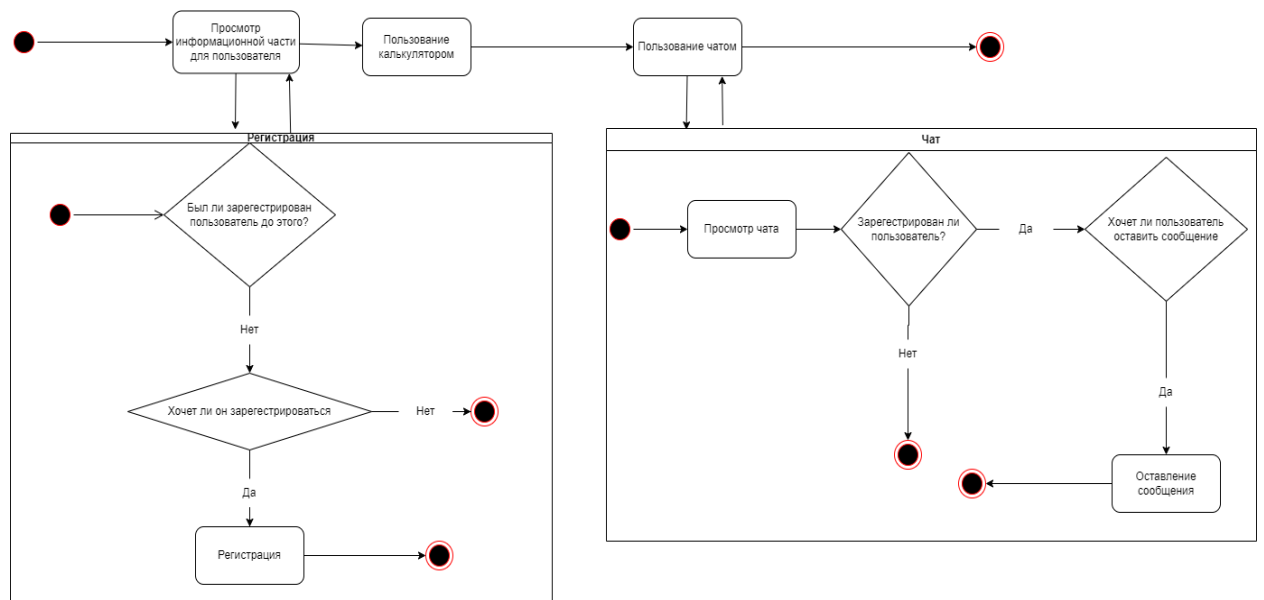 Просмотр
информационной части
для пользователя
Пользование
калькулятором
Пользование чатом
Регистрация
Был ли зарегестрирован
пользователь до этого?
Нет
Хочет ли он зарегестрироваться
Нет
Да
Регистрация
Чат
Просмотр чата
Зарегестрирован ли
пользователь?
Да
Хочет ли пользователь
оставить сообщение
Нет
Да
Оставление
сообщения